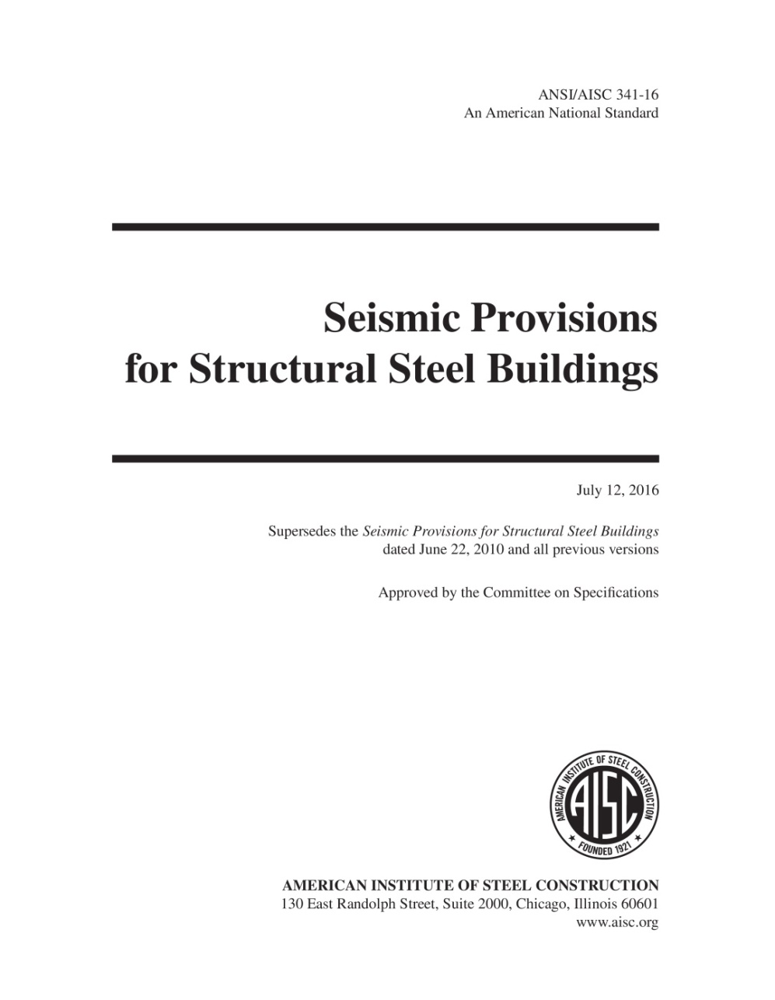 ANSI/AISC 341-16
An American National Standard
Seismic Provisions
for Structural Steel Buildings
July 12, 2016
Supersedes the Seismic Provisions for Structural Steel Buildings
dated June 22, 2010 and all previous versions
Approved by the Committee on Specifications
AMERICAN INSTITUTE OF STEEL CONSTRUCTION
AISC
FOUNDED 1921
AMERICAN INSTITUTE OF STEEL CONSTRUCTION
130 East Randolph Street, Suite 2000, Chicago, Illinois 60601
www.aisc.org